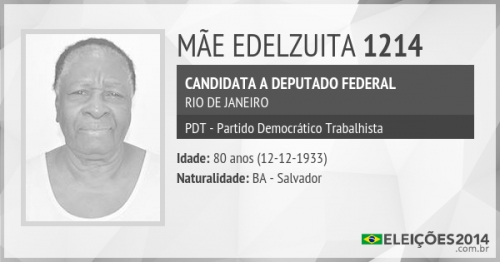 MÃE EDELZUITA 1214
CANDIDATA A DEPUTADO FEDERAL
RIO DE JANEIRO
PDT - Partido Democrático Trabalhista
Idade: 80 anos (12-12-1933)
Naturalidade: BA - Salvador
ELEIÇÕES2014
.com.br